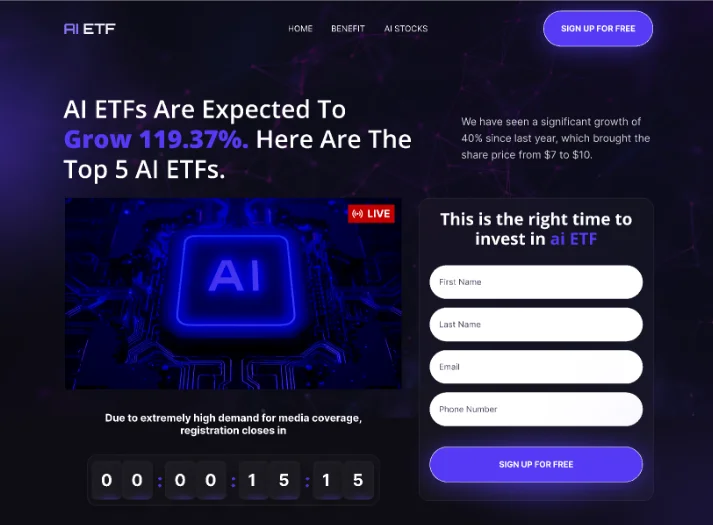 AI ETF
HOME BENEFIT AI STOCKS
SIGN UP FOR FREE
AI ETFs Are Expected To
Grow 119.37%. Here Are The
Top 5 AI ETFs.
We have seen a significant growth of
40% since last year, which brought the
share price from $7 to $10.
LIVE
AI
Due to extremely high demand for media coverage,
registration closes in
0 0 : 0 0 : 1 5 : 1 5
This is the right time to
invest in ai ETF
First Name
Last Name
Email
Phone Number
SIGN UP FOR FREE